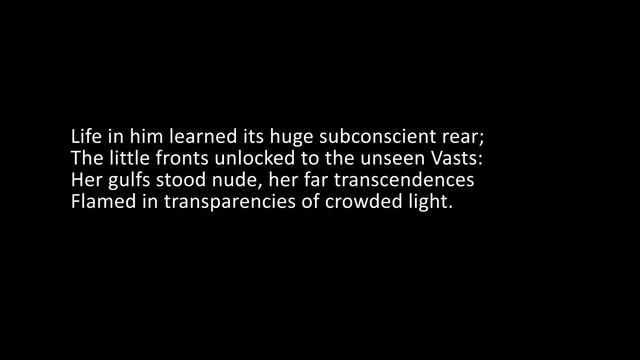 Life in him learned its huge subconscient rear;
The little fronts unlocked to the unseen Vasts:
Her gulfs stood nude, her far transcendences
Flamed in transparencies of crowded light.